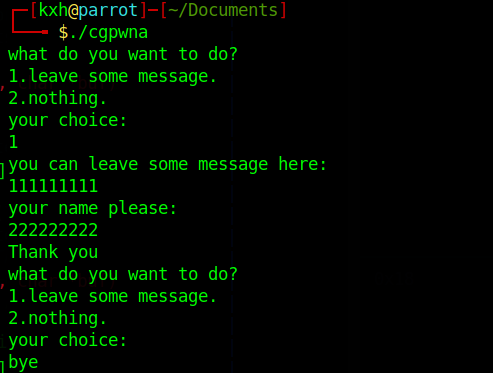 [kxh@parrot]─[~/Documents]
$./cgpwna
what do you want to do?
1.leave some message.
2.nothing.
your choice:
1
you can leave some message here:
111111111
your name please:
222222222
Thank you
what do you want to do?
1.leave some message.
2.nothing.
your choice:
bye